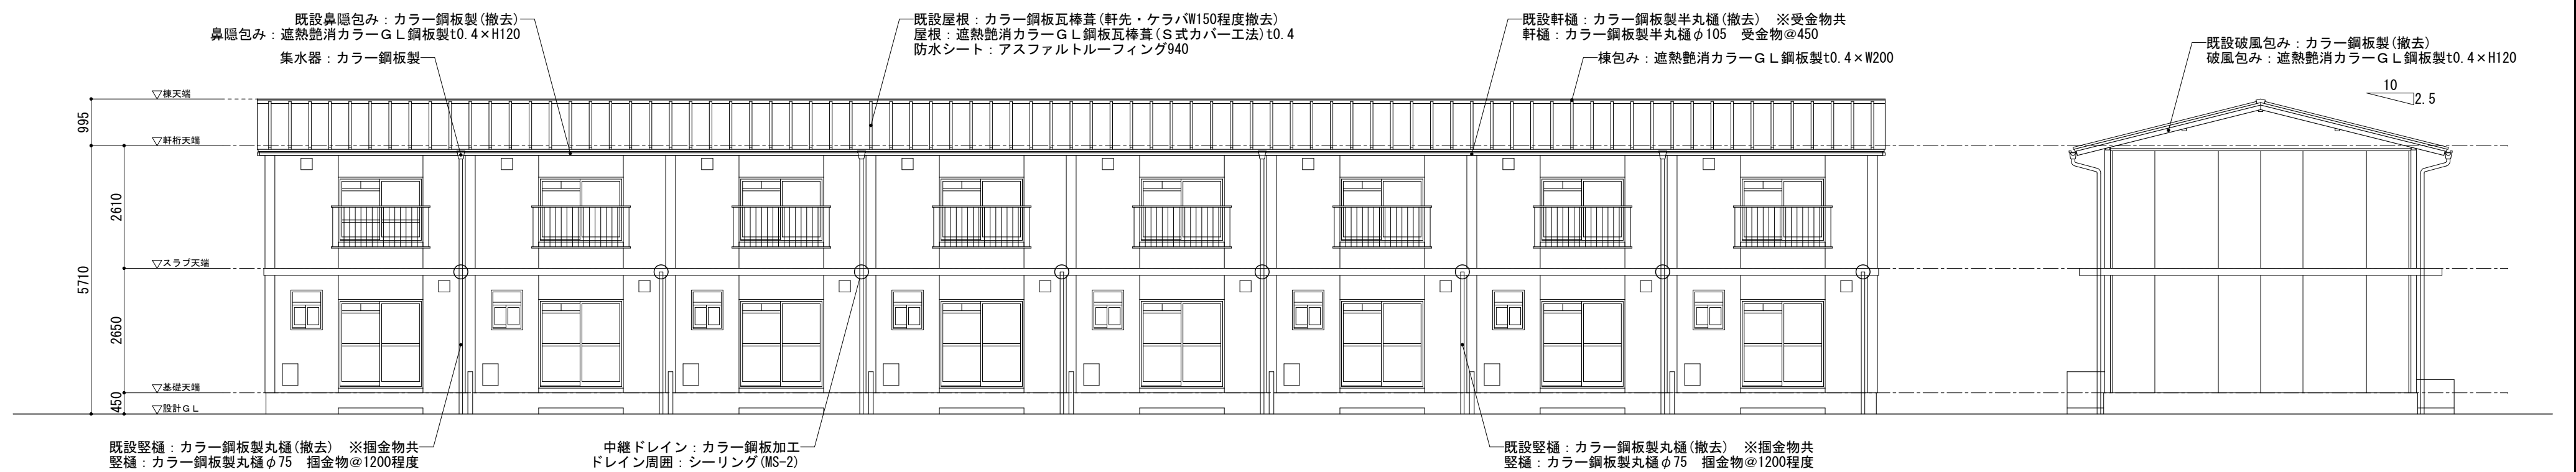 既設鼻隠包み：カラー鋼板製(撤去)
鼻隠包み：遮熱艶消カラーＧＬ鋼板製t0.4×H120
集水器：カラー鋼板製
既設屋根：カラー鋼板瓦棒葺(軒先・ケラバW150程度撤去)
屋根：遮熱艶消カラーＧＬ鋼板瓦棒葺(Ｓ式カバー工法)t0.4
防水シート：アスファルトルーフィング940
既設軒樋：カラー鋼板製半丸樋(撤去)　※受金物共
軒樋：カラー鋼板製半丸樋φ105　受金物@450
棟包み：遮熱艶消カラーＧＬ鋼板製t0.4×W200
既設破風包み：カラー鋼板製(撤去)
破風包み：遮熱艶消カラーＧＬ鋼板製t0.4×H120
10
2.5
▽棟天端
995
▽軒桁天端
2610
▽スラブ天端
5710
2650
▽基礎天端
450
▽設計ＧＬ
既設竪樋：カラー鋼板製丸樋(撤去)　※掴金物共
竪樋：カラー鋼板製丸樋φ75　掴金物@1200程度
中継ドレイン：カラー鋼板加工
ドレイン周囲：シーリング(MS-2)
既設竪樋：カラー鋼板製丸樋(撤去)　※掴金物共
竪樋：カラー鋼板製丸樋φ75　掴金物@1200程度